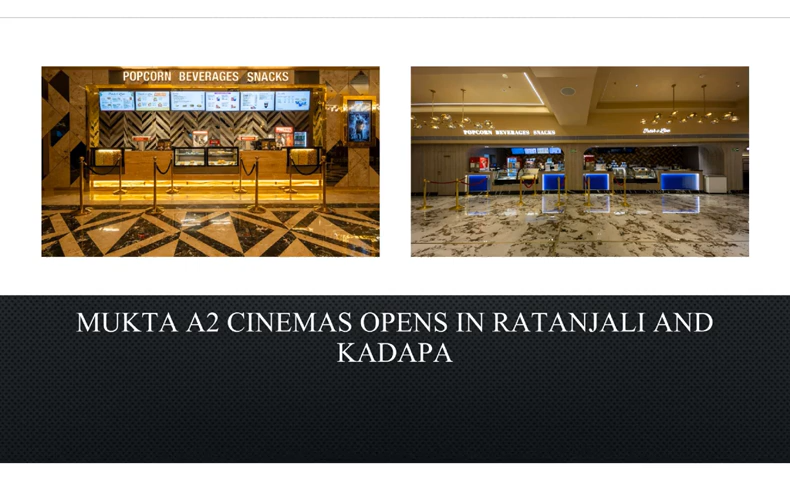 POPCORN BEVERAGES SNACKS
POPCORN BEVERAGES SNACKS
MUKTA A2 CINEMAS OPENS IN RATANJALI AND
KADAPA